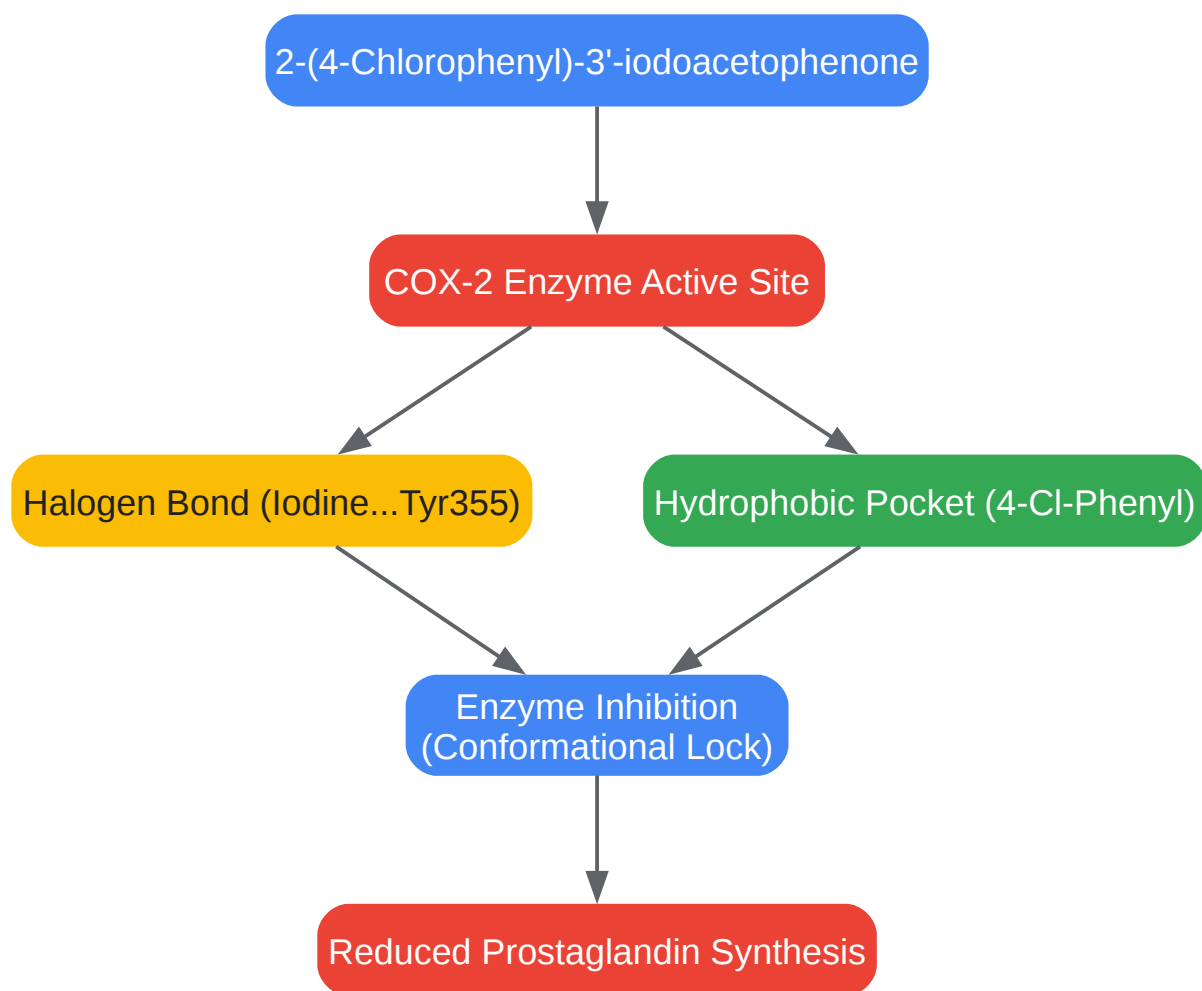 2-(4-Chlorophenyl)-3'-iodoacetophenone
COX-2 Enzyme Active Site
Halogen Bond (Iodine...Tyr355)
Hydrophobic Pocket (4-Cl-Phenyl)
Enzyme Inhibition
(Conformational Lock)
Reduced Prostaglandin Synthesis